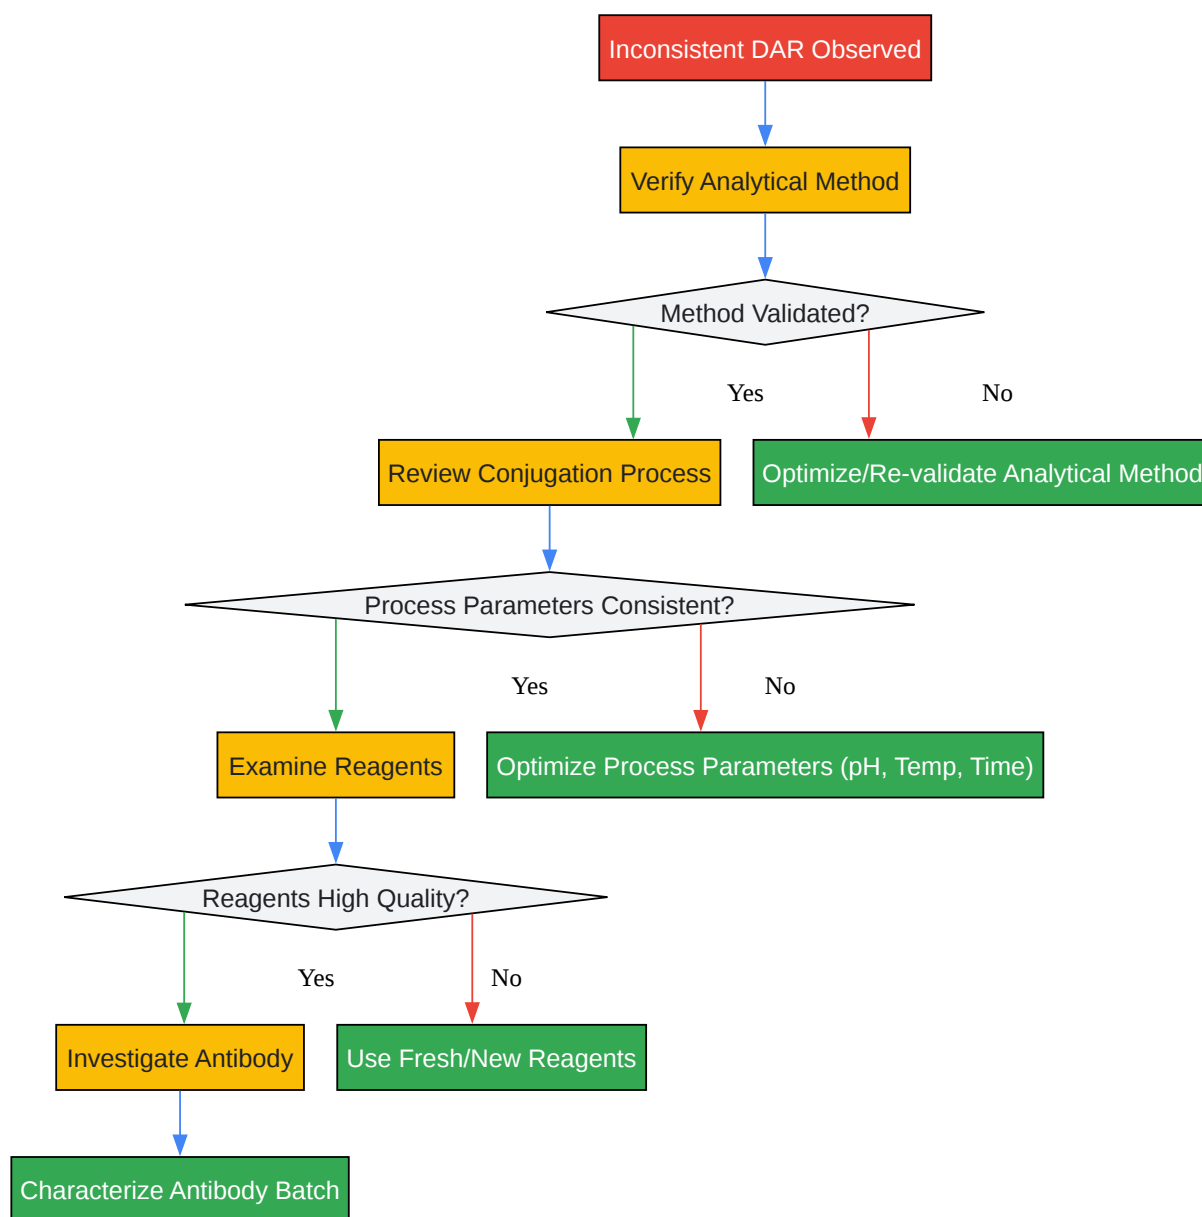 Inconsistent DAR Observed
Verify Analytical Method
Method Validated?
Yes
No
Review Conjugation Process
Optimize/Re-validate Analytical Method
Process Parameters Consistent?
Yes
No
Examine Reagents
Optimize Process Parameters (pH, Temp, Time)
Reagents High Quality?
Yes
No
Investigate Antibody
Use Fresh/New Reagents
Characterize Antibody Batch